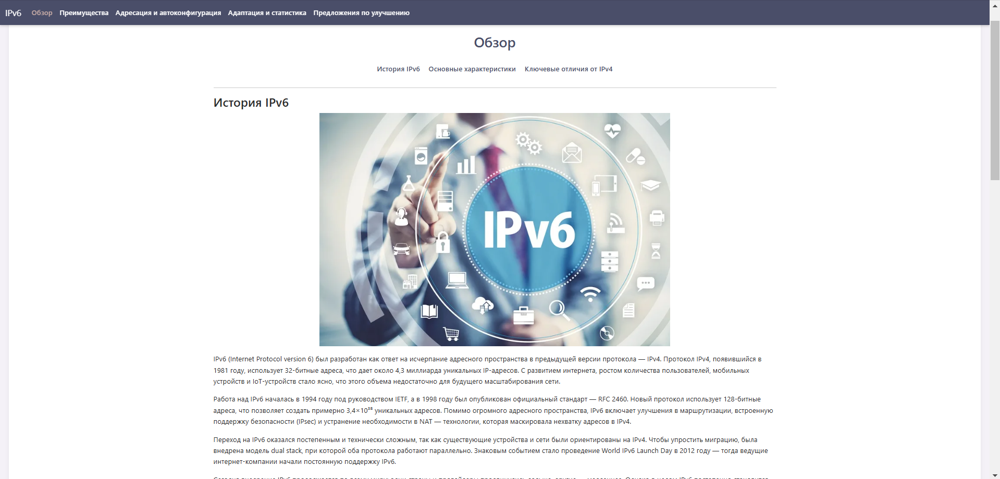 IPv6 Обзор Преимущества Адресация и автоконфигурация Адаптация и статистика Предложения по улучшению
Обзор
История IPv6 Основные характеристики Ключевые отличия от IPv4
История IPv6
IPv6
IPv6 (Internet Protocol version 6) был разработан как ответ на исчерпание адресного пространства в предыдущей версии протокола — IPv4. Протокол IPv4, появившийся в
1981 году, использует 32-битные адреса, что дает около 4,3 миллиарда уникальных IP-адресов. С развитием интернета, ростом количества пользователей, мобильных
устройств и IoT-устройств стало ясно, что этого объема недостаточно для будущего масштабирования сети.
Работа над IPv6 началась в 1994 году под руководством IETF, а в 1998 году был опубликован официальный стандарт — RFC 2460. Новый протокол использует 128-битные
адреса, что позволяет создать примерно 3,4×10³⁸ уникальных адресов. Помимо огромного адресного пространства, IPv6 включает улучшения в маршрутизации, встроенную
поддержку безопасности (IPsec) и устранение необходимости в NAT — технологии, которая маскировала нехватку адресов в IPv4.
Переход на IPv6 оказался постепенным и технически сложным, так как существующие устройства и сети были ориентированы на IPv4. Чтобы упростить миграцию, была
внедрена модель dual stack, при которой оба протокола работают параллельно. Знаковым событием стало проведение World IPv6 Launch Day в 2012 году — тогда ведущие
интернет-компании начали постоянную поддержку IPv6.